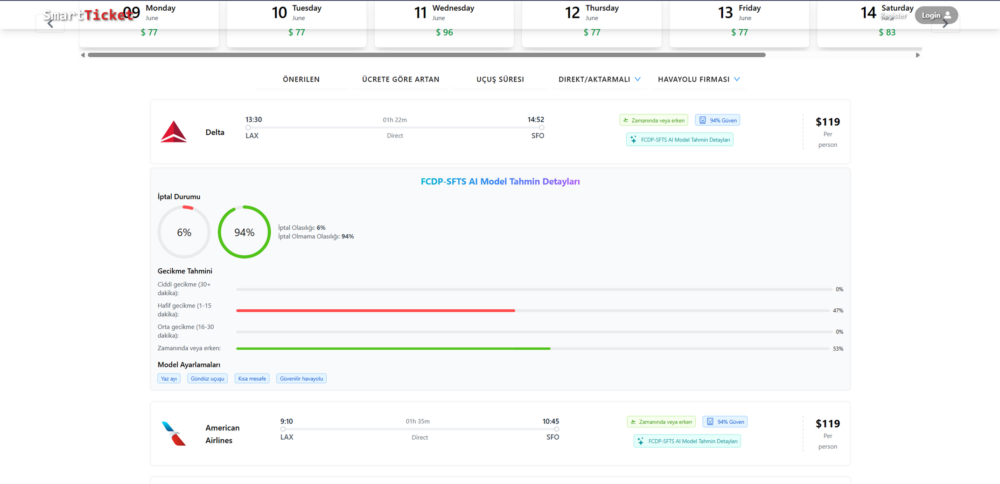 SmartTicket
Register
Login
09 Monday
June
$ 77
10 Tuesday
June
$ 77
11 Wednesday
June
$ 96
12 Thursday
June
$ 77
13 Friday
June
$ 77
14 Saturday
June
$ 83
ÖNERILEN
ÜCRETE GÖRE ARTAN
UÇUŞ SÜRESI
DIREKT/AKTARMALI
HAVAYOLU FIRMASI
Delta
13:30
01h 22m
14:52
LAX
Direct
SFO
Zamanında veya erken
94% Güven
FCDP-SFTS AI Model Tahmin Detayları
$119
Per
person
FCDP-SFTS AI Model Tahmin Detayları
İptal Durumu
6%
94%
İptal Olasılığı: 6%
İptal Olmama Olasılığı: 94%
Gecikme Tahmini
Ciddi gecikme (30+
dakika):
0%
Hafif gecikme (1-15
dakika):
47%
Orta gecikme (16-30
dakika):
0%
Zamanında veya erken:
53%
Model Ayarlamaları
Yaz ayı
Gündüz uçuşu
Kısa mesafe
Güvenilir havayolu
American
Airlines
9:10
01h 35m
10:45
LAX
Direct
SFO
Zamanında veya erken
94% Güven
FCDP-SFTS AI Model Tahmin Detayları
$119
Per
person